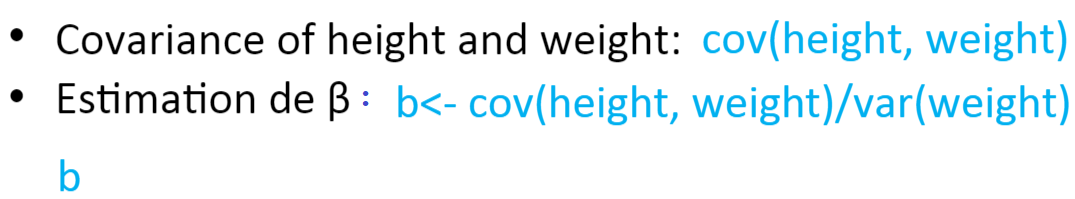 • Covariance of height and weight: cov(height, weight)
• Estimation de β : b<- cov(height, weight)/var(weight)
b